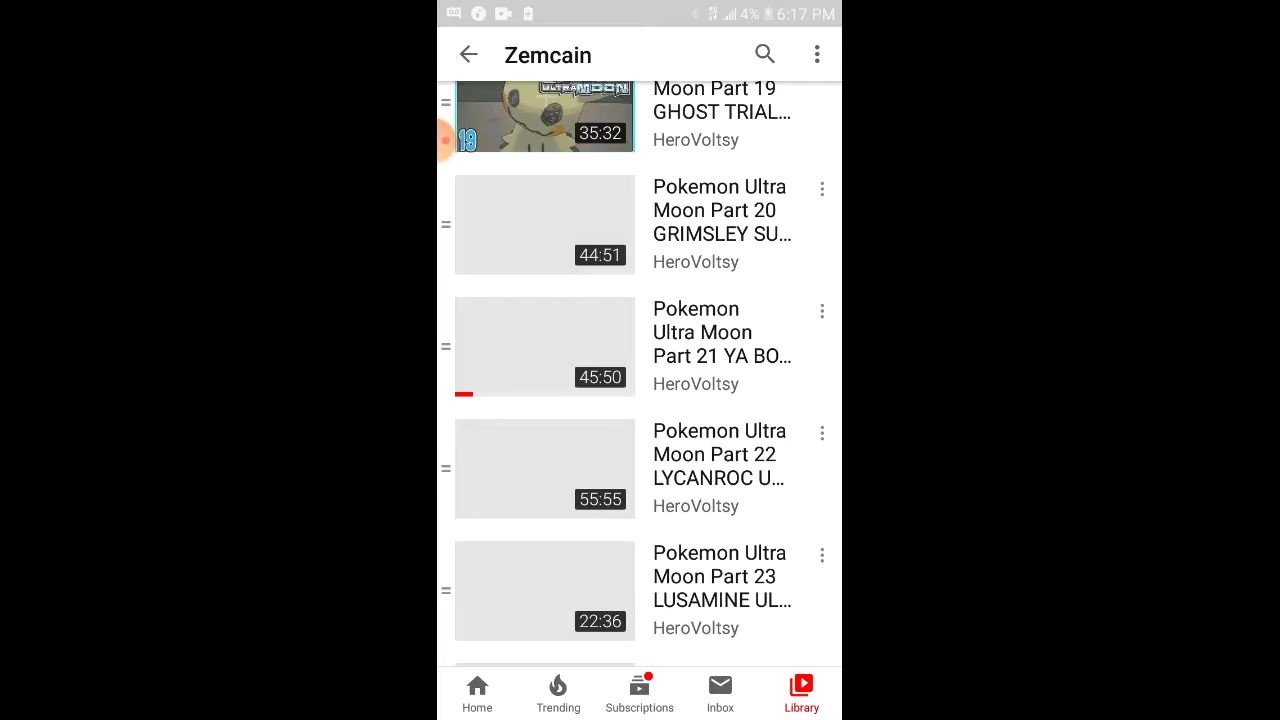 4% 6:17 PM
Zemcain
ULTRA MOON
19
35:32
Moon Part 19
GHOST TRIAL...
HeroVoltsy
44:51
Pokemon Ultra
Moon Part 20
GRIMSLEY SU...
HeroVoltsy
45:50
Pokemon
Ultra Moon
Part 21 YA BO...
HeroVoltsy
55:55
Pokemon Ultra
Moon Part 22
LYCANROC U...
HeroVoltsy
22:36
Pokemon Ultra
Moon Part 23
LUSAMINE UL...
HeroVoltsy
Home Trending Subscriptions Inbox Library